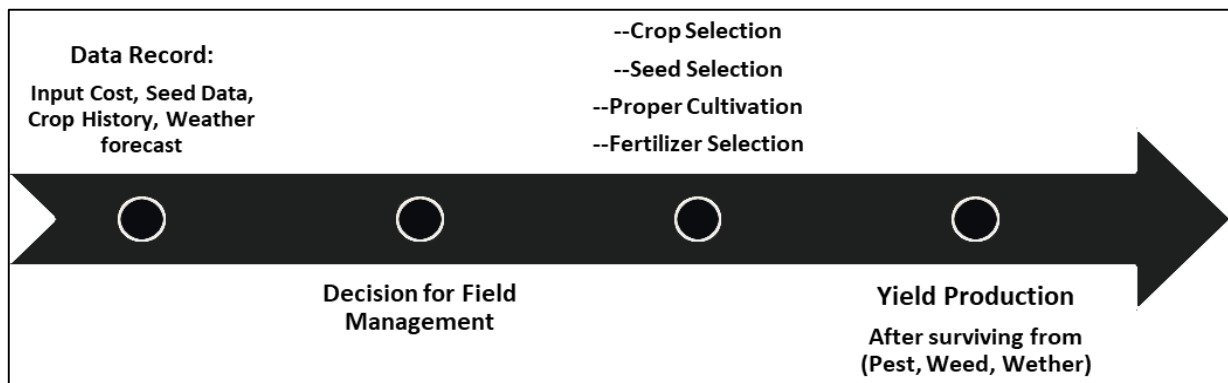 Data Record:
Input Cost, Seed Data,
Crop History, Weather
forecast
Decision for Field
Management
--Crop Selection
--Seed Selection
--Proper Cultivation
--Fertilizer Selection
Yield Production
After surviving from
(Pest, Weed, Wether)